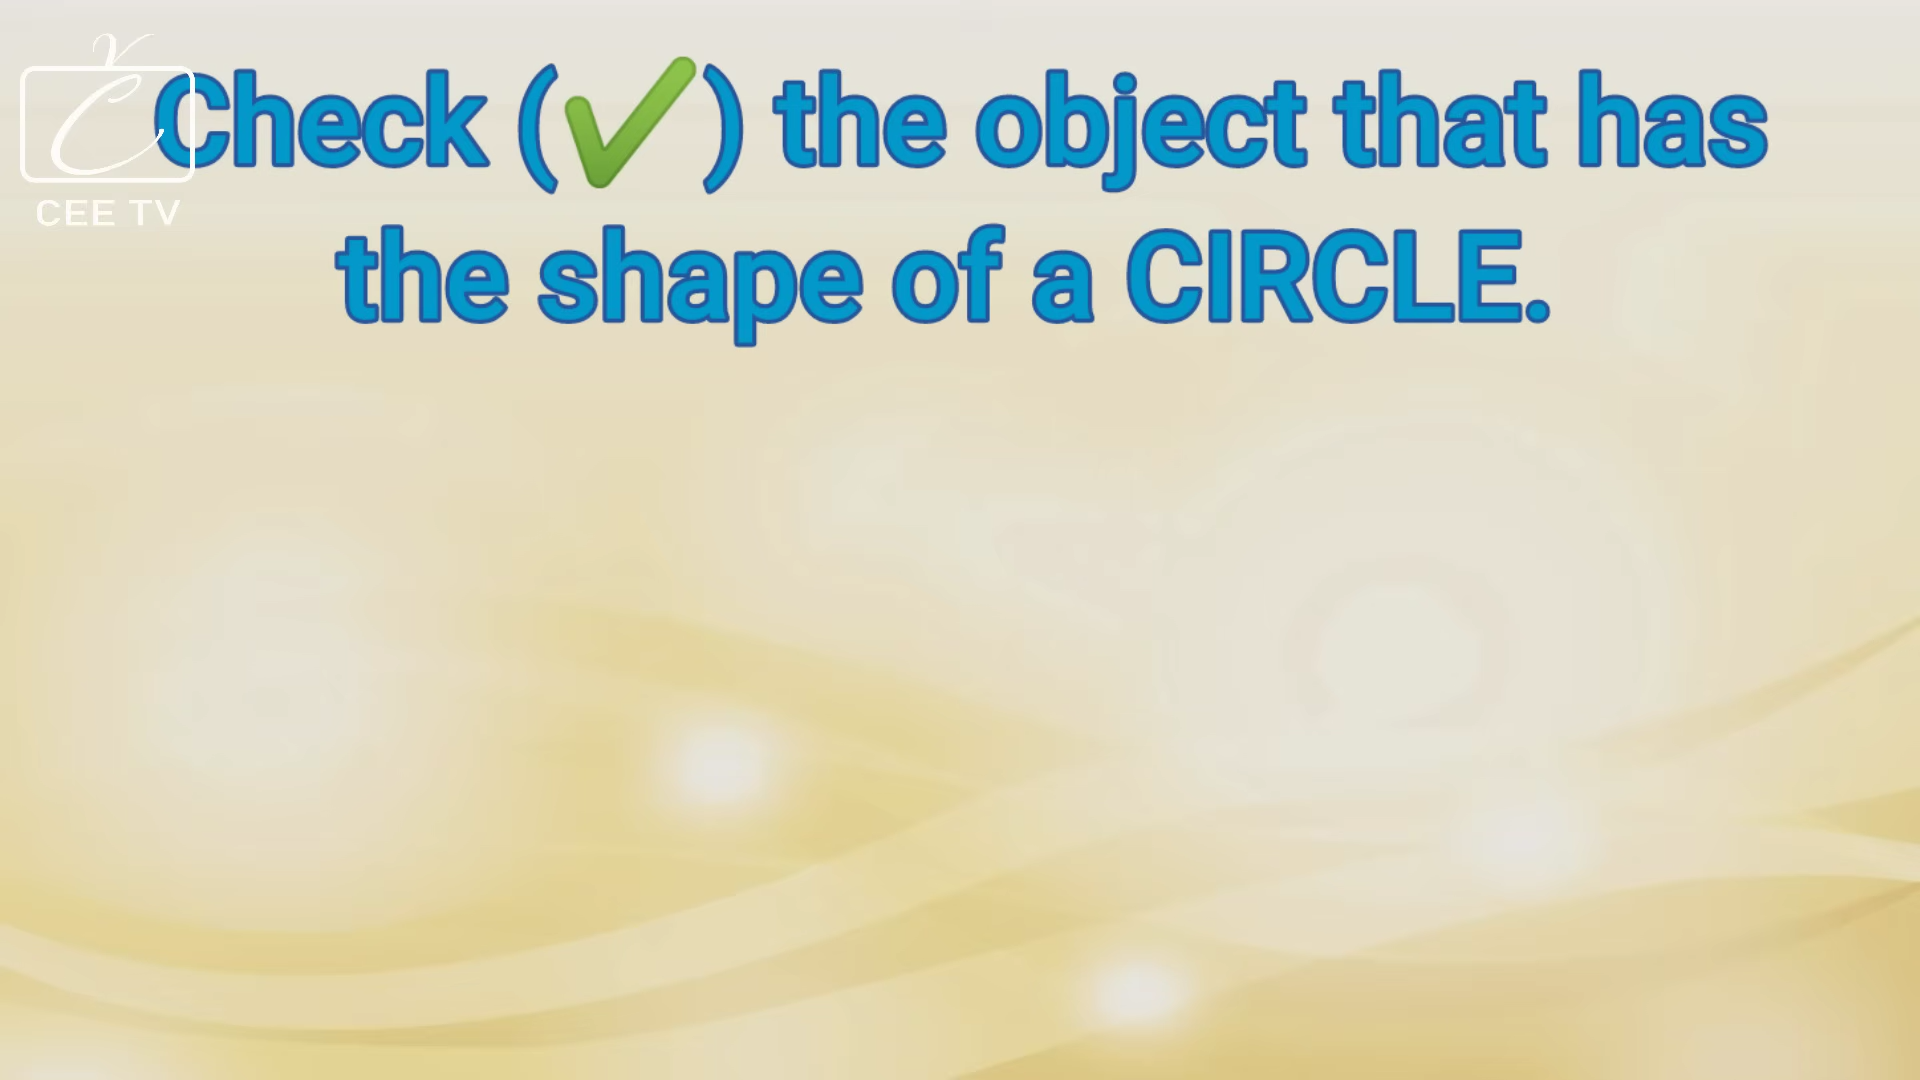 Check (✔) the object that has
the shape of a CIRCLE.
CEE TV